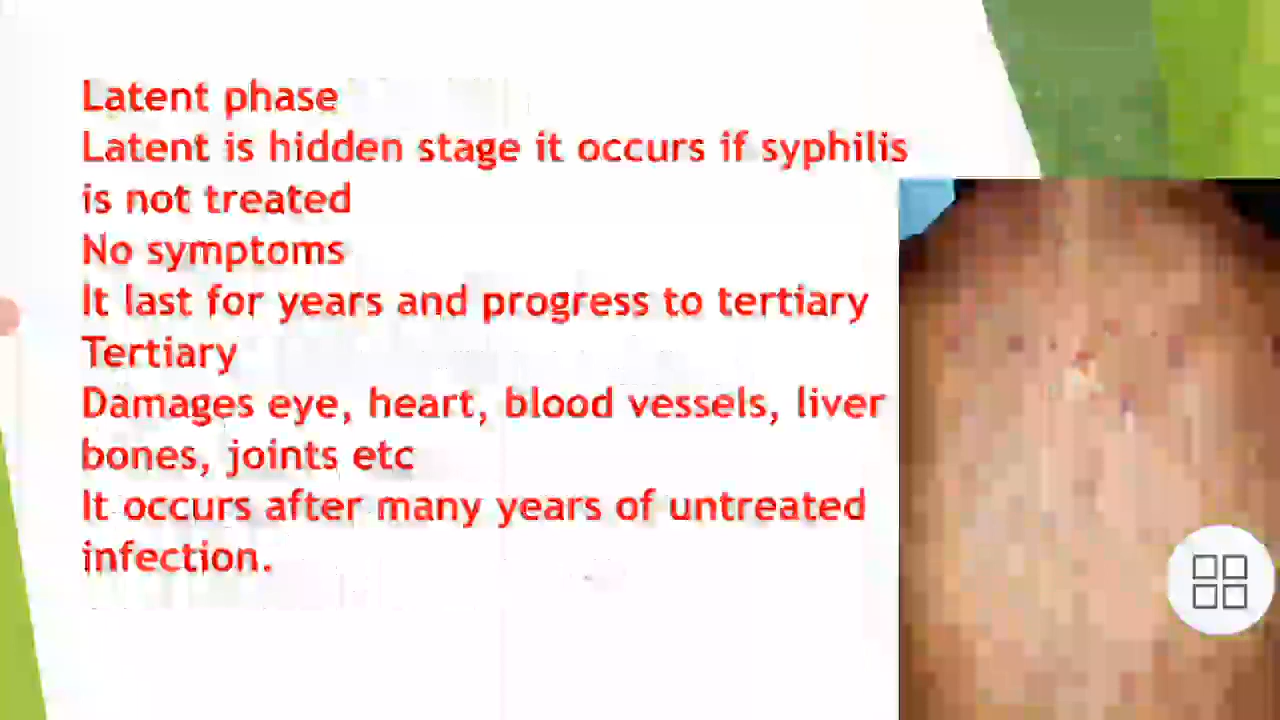 Latent phase
Latent is hidden stage it occurs if syphilis
is not treated
No symptoms
It last for years and progress to tertiary
Tertiary
Damages eye, heart, blood vessels, liver
bones, joints etc
It occurs after many years of untreated
infection.